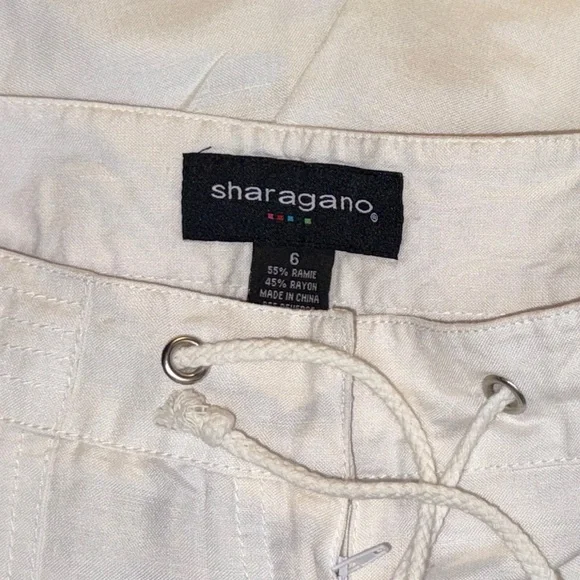 sharagano®
6
55% RAMIE
45% RAYON
MADE IN CHINA